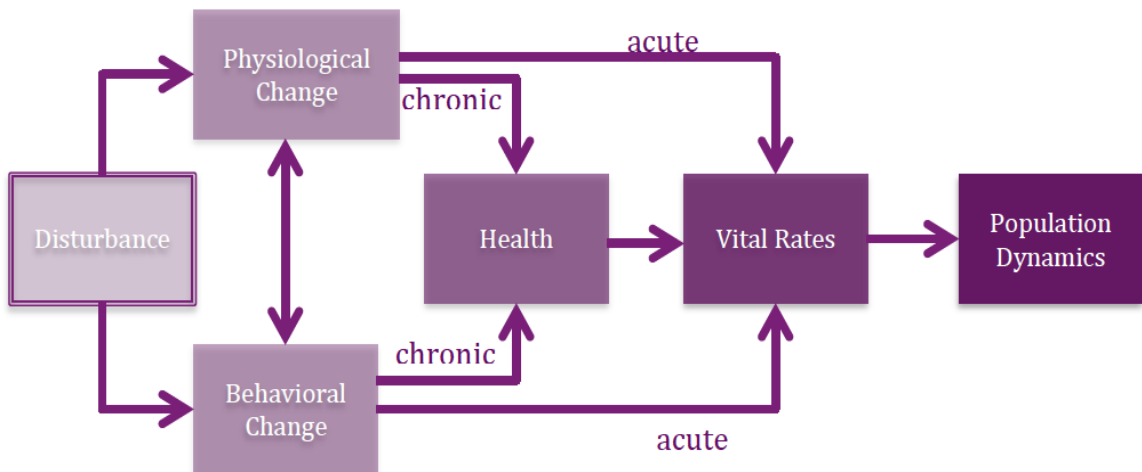 Physiological
Change
acute
chronic
Disturbance
Health
Vital Rates
Population
Dynamics
chronic
Behavioral
Change
acute